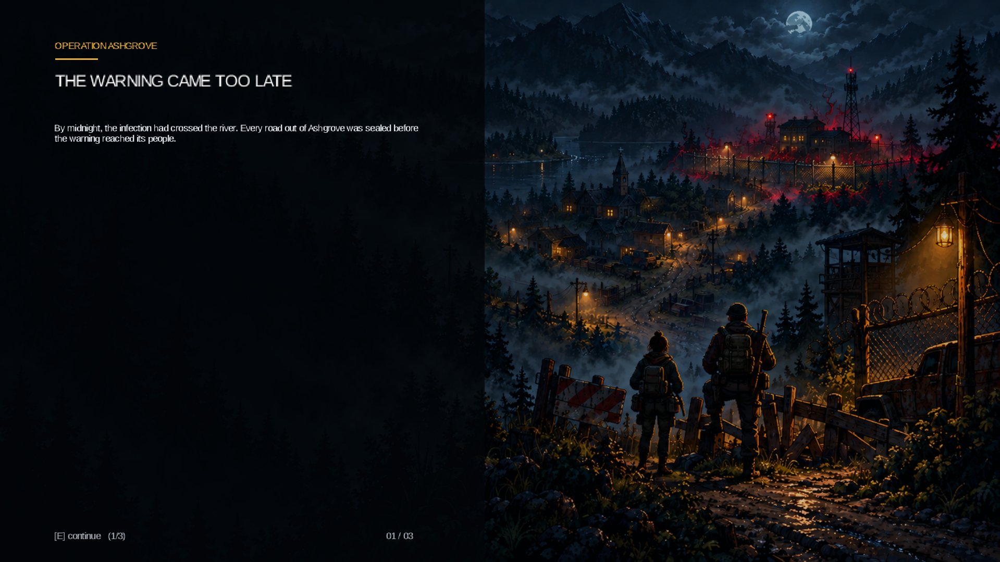 OPERATION ASHGROVE
THE WARNING CAME TOO LATE
By midnight, the infection had crossed the river. Every road out of Ashgrove was sealed before
the warning reached its people.
[E] continue (1/3)
01 / 03